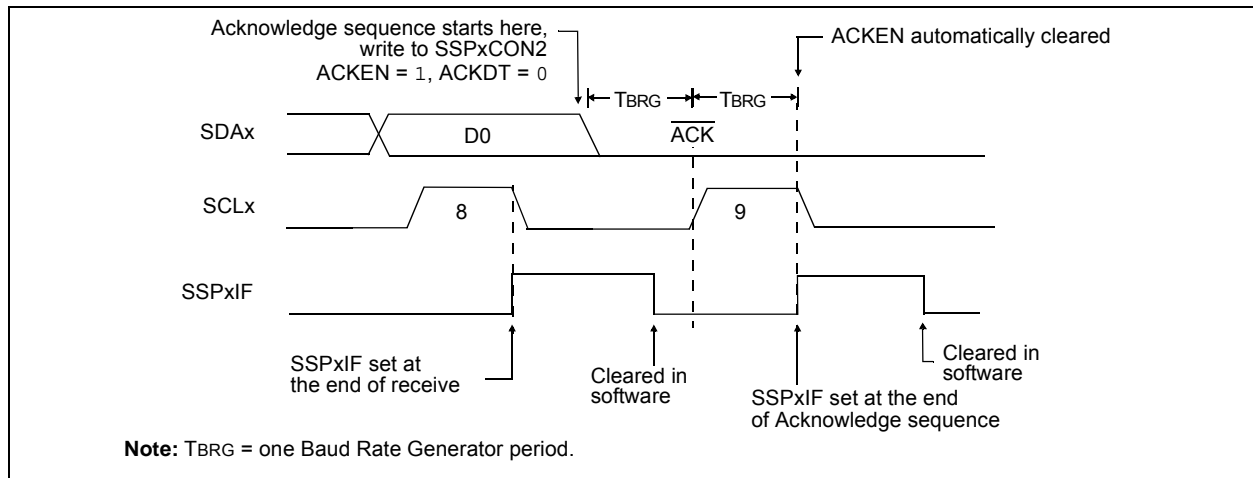 Acknowledge sequence starts here,
write to SSPxCON2
ACKEN = 1, ACKDT = 0
ACKEN automatically cleared
TBRG
TBRG
SDAx
D0
ACK
SCLx
8
9
SSPxIF
SSPxIF set at
the end of receive
Cleared in
software
SSPxIF set at the end
of Acknowledge sequence
Cleared in
software
Note: TBRG = one Baud Rate Generator period.